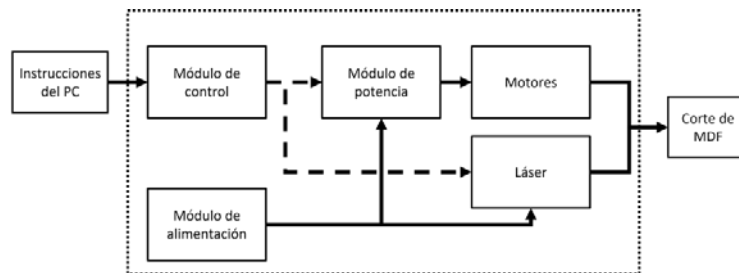 Instrucciones
del PC
Módulo de
control
Módulo de
potencia
Motores
Corte de
MDF
Láser
Módulo de
alimentación